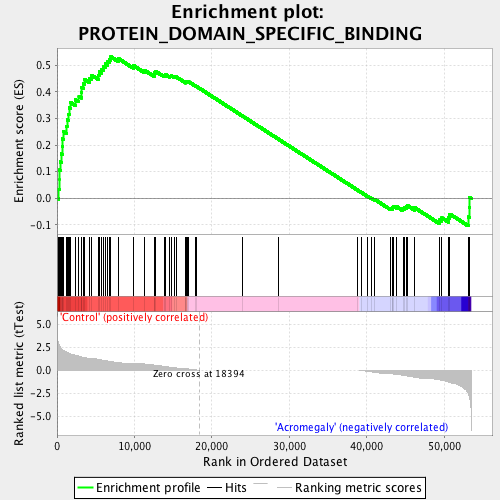 Enrichment plot:
PROTEIN_DOMAIN_SPECIFIC_BINDING
Enrichment score (ES)
0.5
0.4
0.3
0.2
0.1
0.0
-0.1
Ranked list metric (tTest)
'Control' (positively correlated)
5.0
2.5
0.0
-2.5
-5.0
Zero cross at 18394
'Acromegaly' (negatively correlated)
0
10,000
20,000
30,000
40,000
50,000
Rank in Ordered Dataset
Enrichment profile
Hits
Ranking metric scores